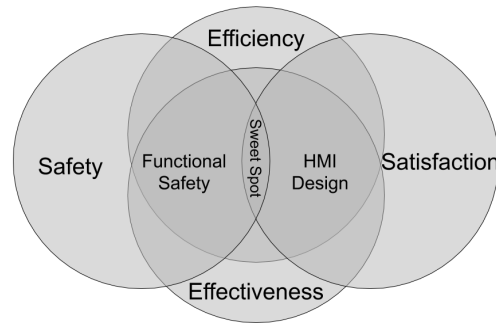 Efficiency
Safety
Functional
Safety
Sweet Spot
HMI
Design
Satisfaction
Effectiveness